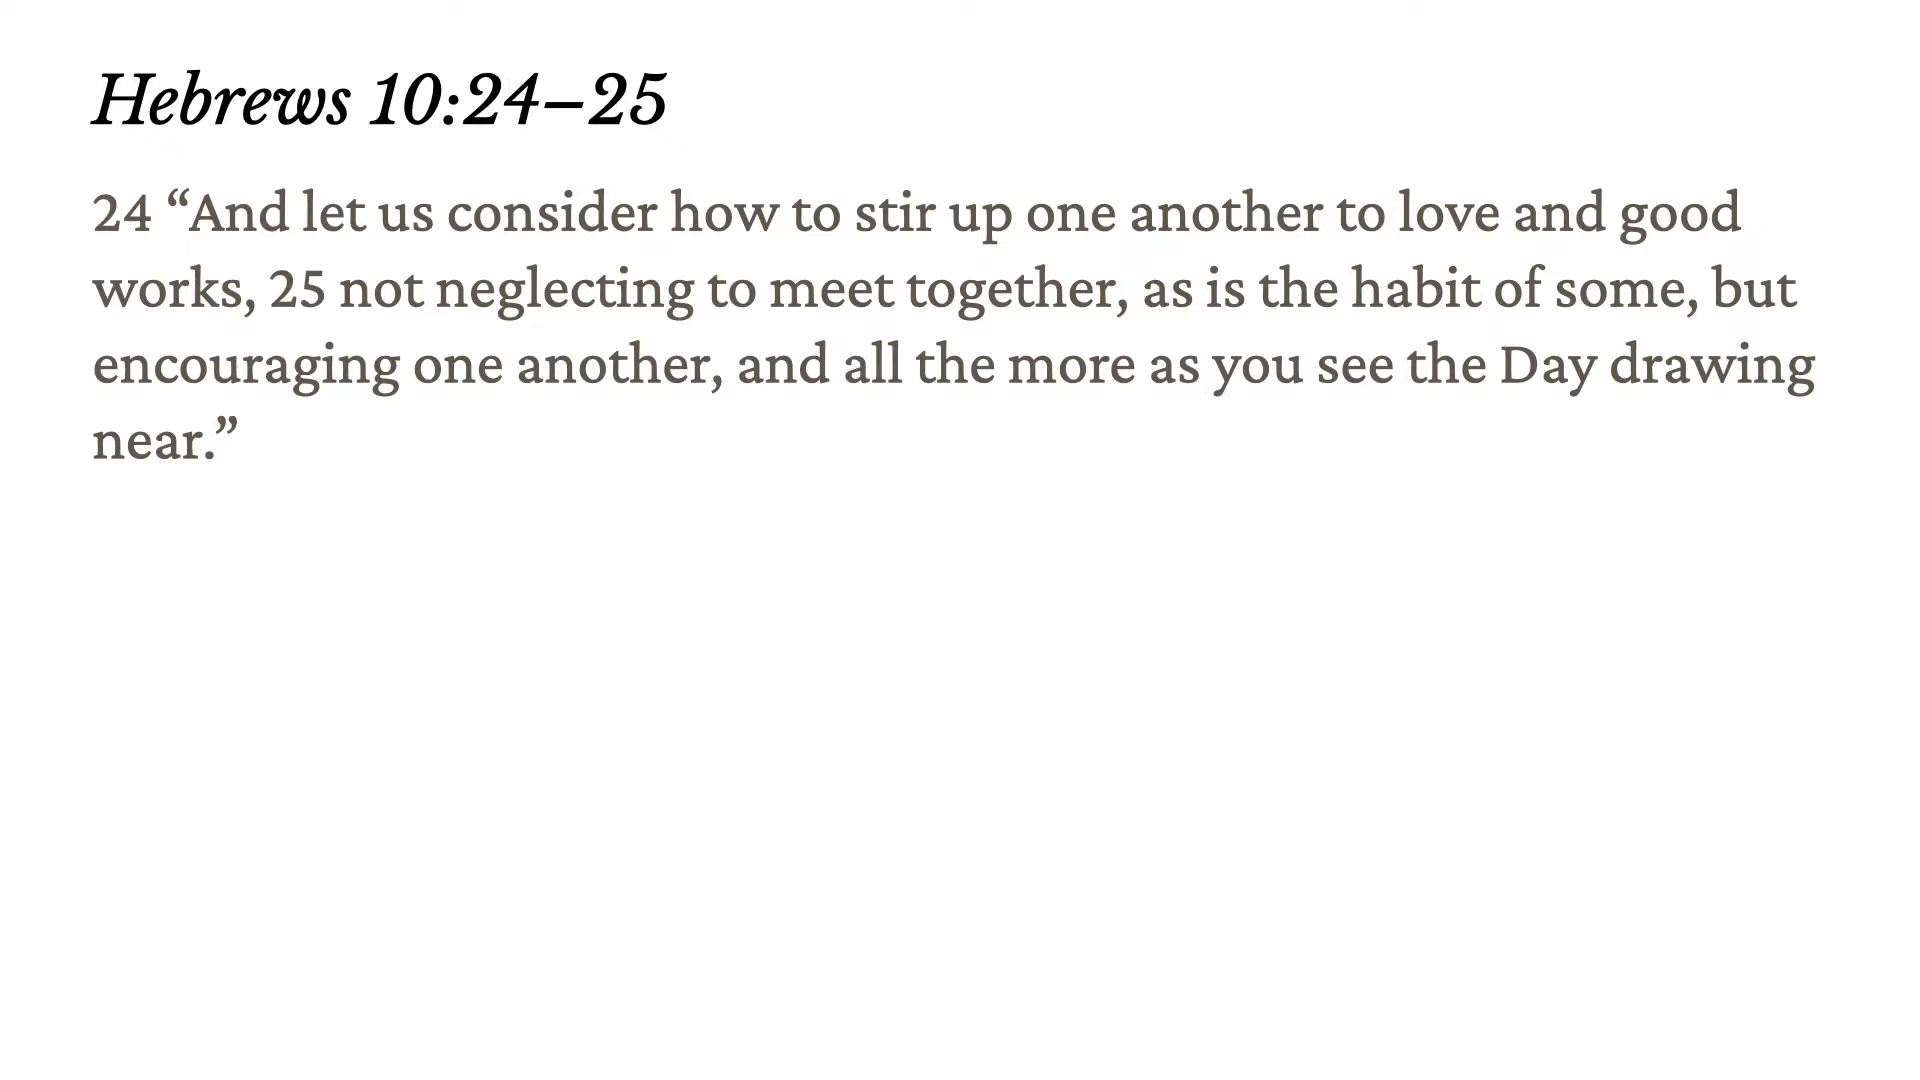 Hebrews 10:24–25
24 “And let us consider how to stir up one another to love and good
works, 25 not neglecting to meet together, as is the habit of some, but
encouraging one another, and all the more as you see the Day drawing
near.”